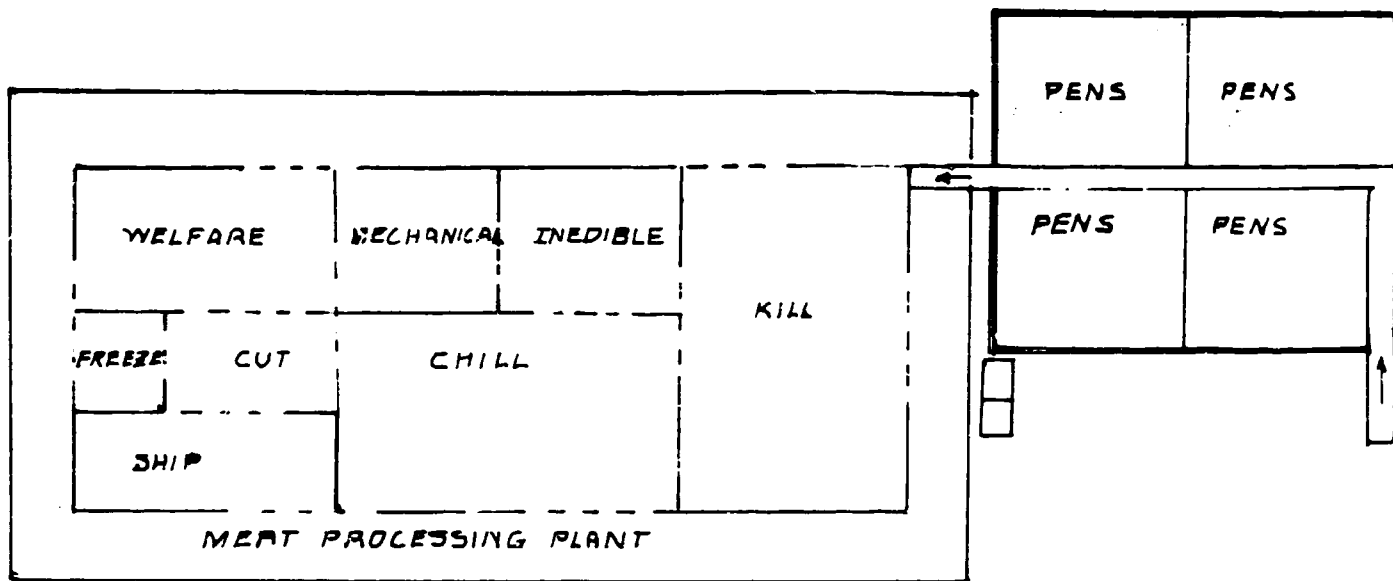 PENS PENS
WELFARE MECHANICAL INEDIBLE PENS PENS
KILL
FREEZE CUT CHILL
SHIP
MEAT PROCESSING PLANT